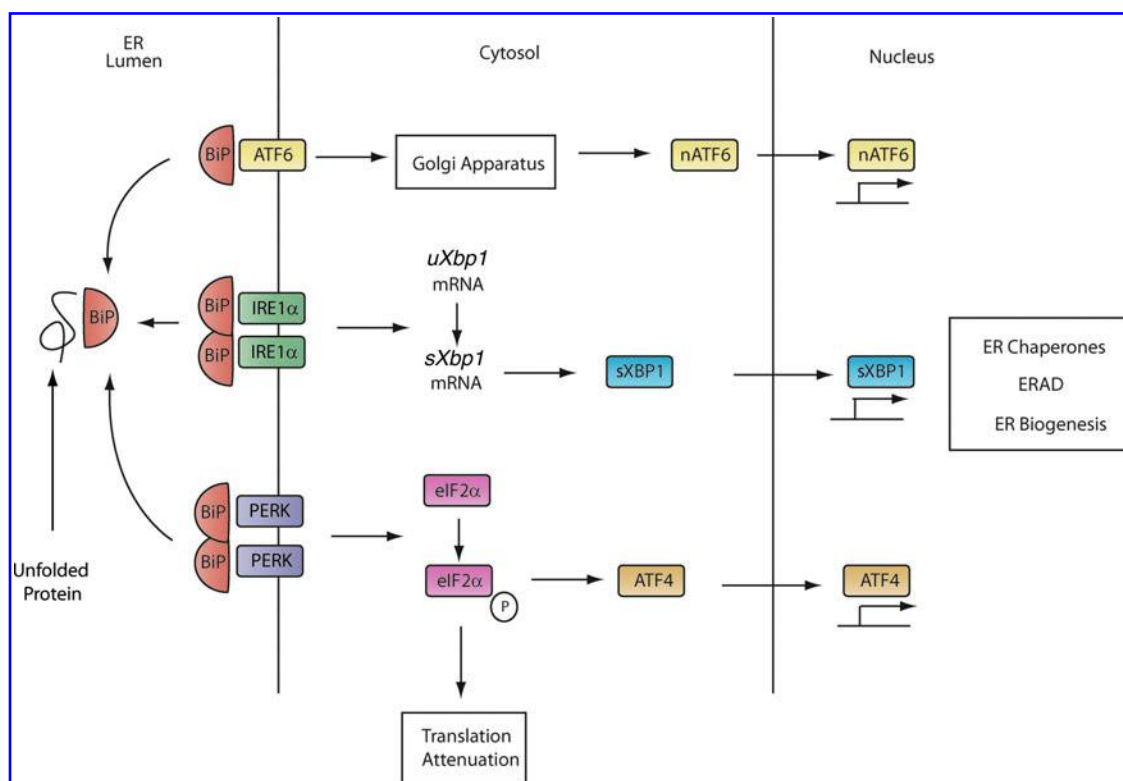 ER
Lumen
Cytosol
Nucleus
BiP
ATF6
Golgi Apparatus
nATF6
nATF6
uXbp1
mRNA
BiP
BiP
IRE1α
BiP
IRE1α
sXbp1
mRNA
sXBP1
sXBP1
ER Chaperones
ERAD
ER Biogenesis
BiP
PERK
BiP
PERK
eIF2α
eIF2α
P
ATF4
ATF4
Unfolded
Protein
Translation
Attenuation